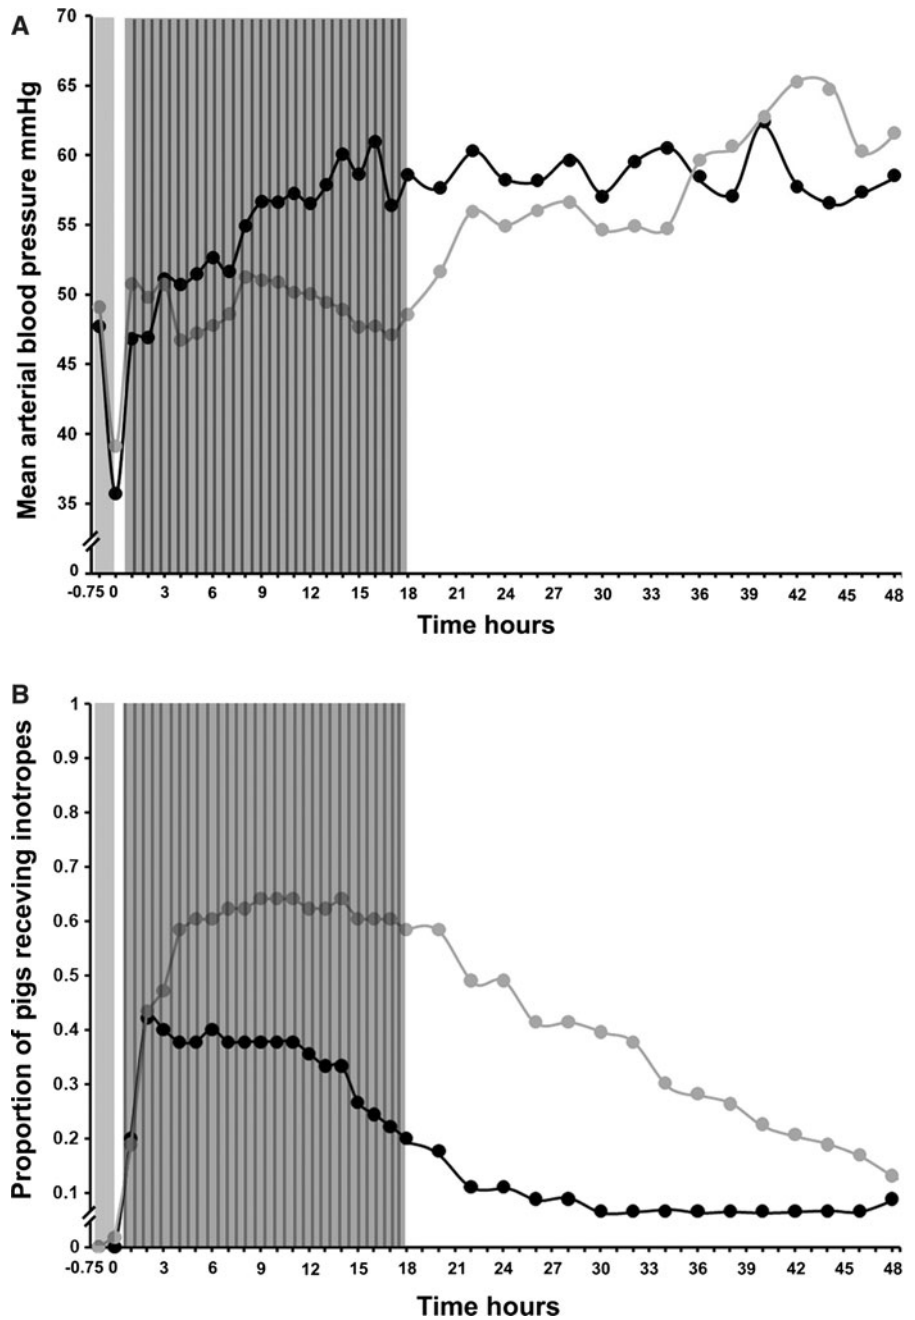 A
Mean arterial blood pressure mmHg
70
65
60
55
50
45
40
35
0
-0.75 0 3 6 9 12 15 18 21 24 27 30 33 36 39 42 45 48
Time hours
B
Proportion of pigs receving inotropes
1
0.9
0.8
0.7
0.6
0.5
0.4
0.3
0.2
0.1
0
-0.75 0 3 6 9 12 15 18 21 24 27 30 33 36 39 42 45 48
Time hours